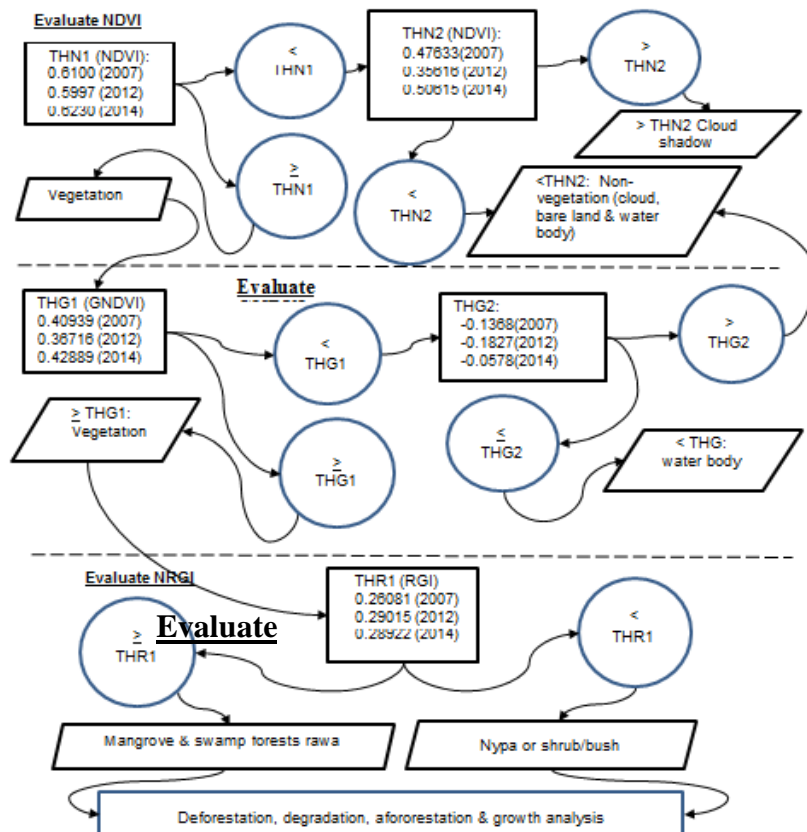 Evaluate NDVI
THN1 (NDVI):
0.6100 (2007)
0.5997 (2012)
0.6230 (2014)
<
THN1
THN2 (NDVI):
0.47633(2007)
0.35616 (2012)
0.50615 (2014)
>
THN2
> THN2 Cloud
shadow
≥
THN1
Vegetation
<
THN2
<THN2: Non-
vegetation (cloud,
bare land & water
body)
Evaluate
THG1 (GNDVI)
0.40939 (2007)
0.36716 (2012)
0.42889 (2014)
<
THG1
THG2:
-0.1368(2007)
-0.1827(2012)
-0.0578(2014)
>
THG2
≥ THG1:
Vegetation
≥
THG1
≤
THG2
< THG:
water body
Evaluate NRGI
THR1 (RGI)
0.26081 (2007)
0.29015 (2012)
0.28922 (2014)
≥
THR1
Evaluate
<
THR1
Mangrove & swamp forests rawa
Nypa or shrub/bush
Deforestation, degradation, afororestation & growth analysis